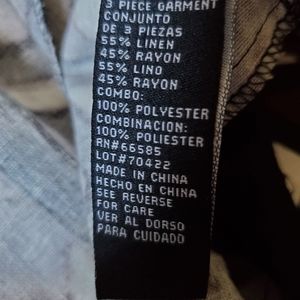 3 PIECE GARMENT
CONJUNTO
DE 3 PIEZAS
55% LINEN
45% RAYON
55% LINO
45% RAYON
COMBO:
100% POLYESTER
COMBINACION:
100% POLIESTER
RN#66585
LOT#70422
MADE IN CHINA
HECHO EN CHINA
SEE REVERSE
FOR CARE
VER AL DORSO
PARA CUIDADO